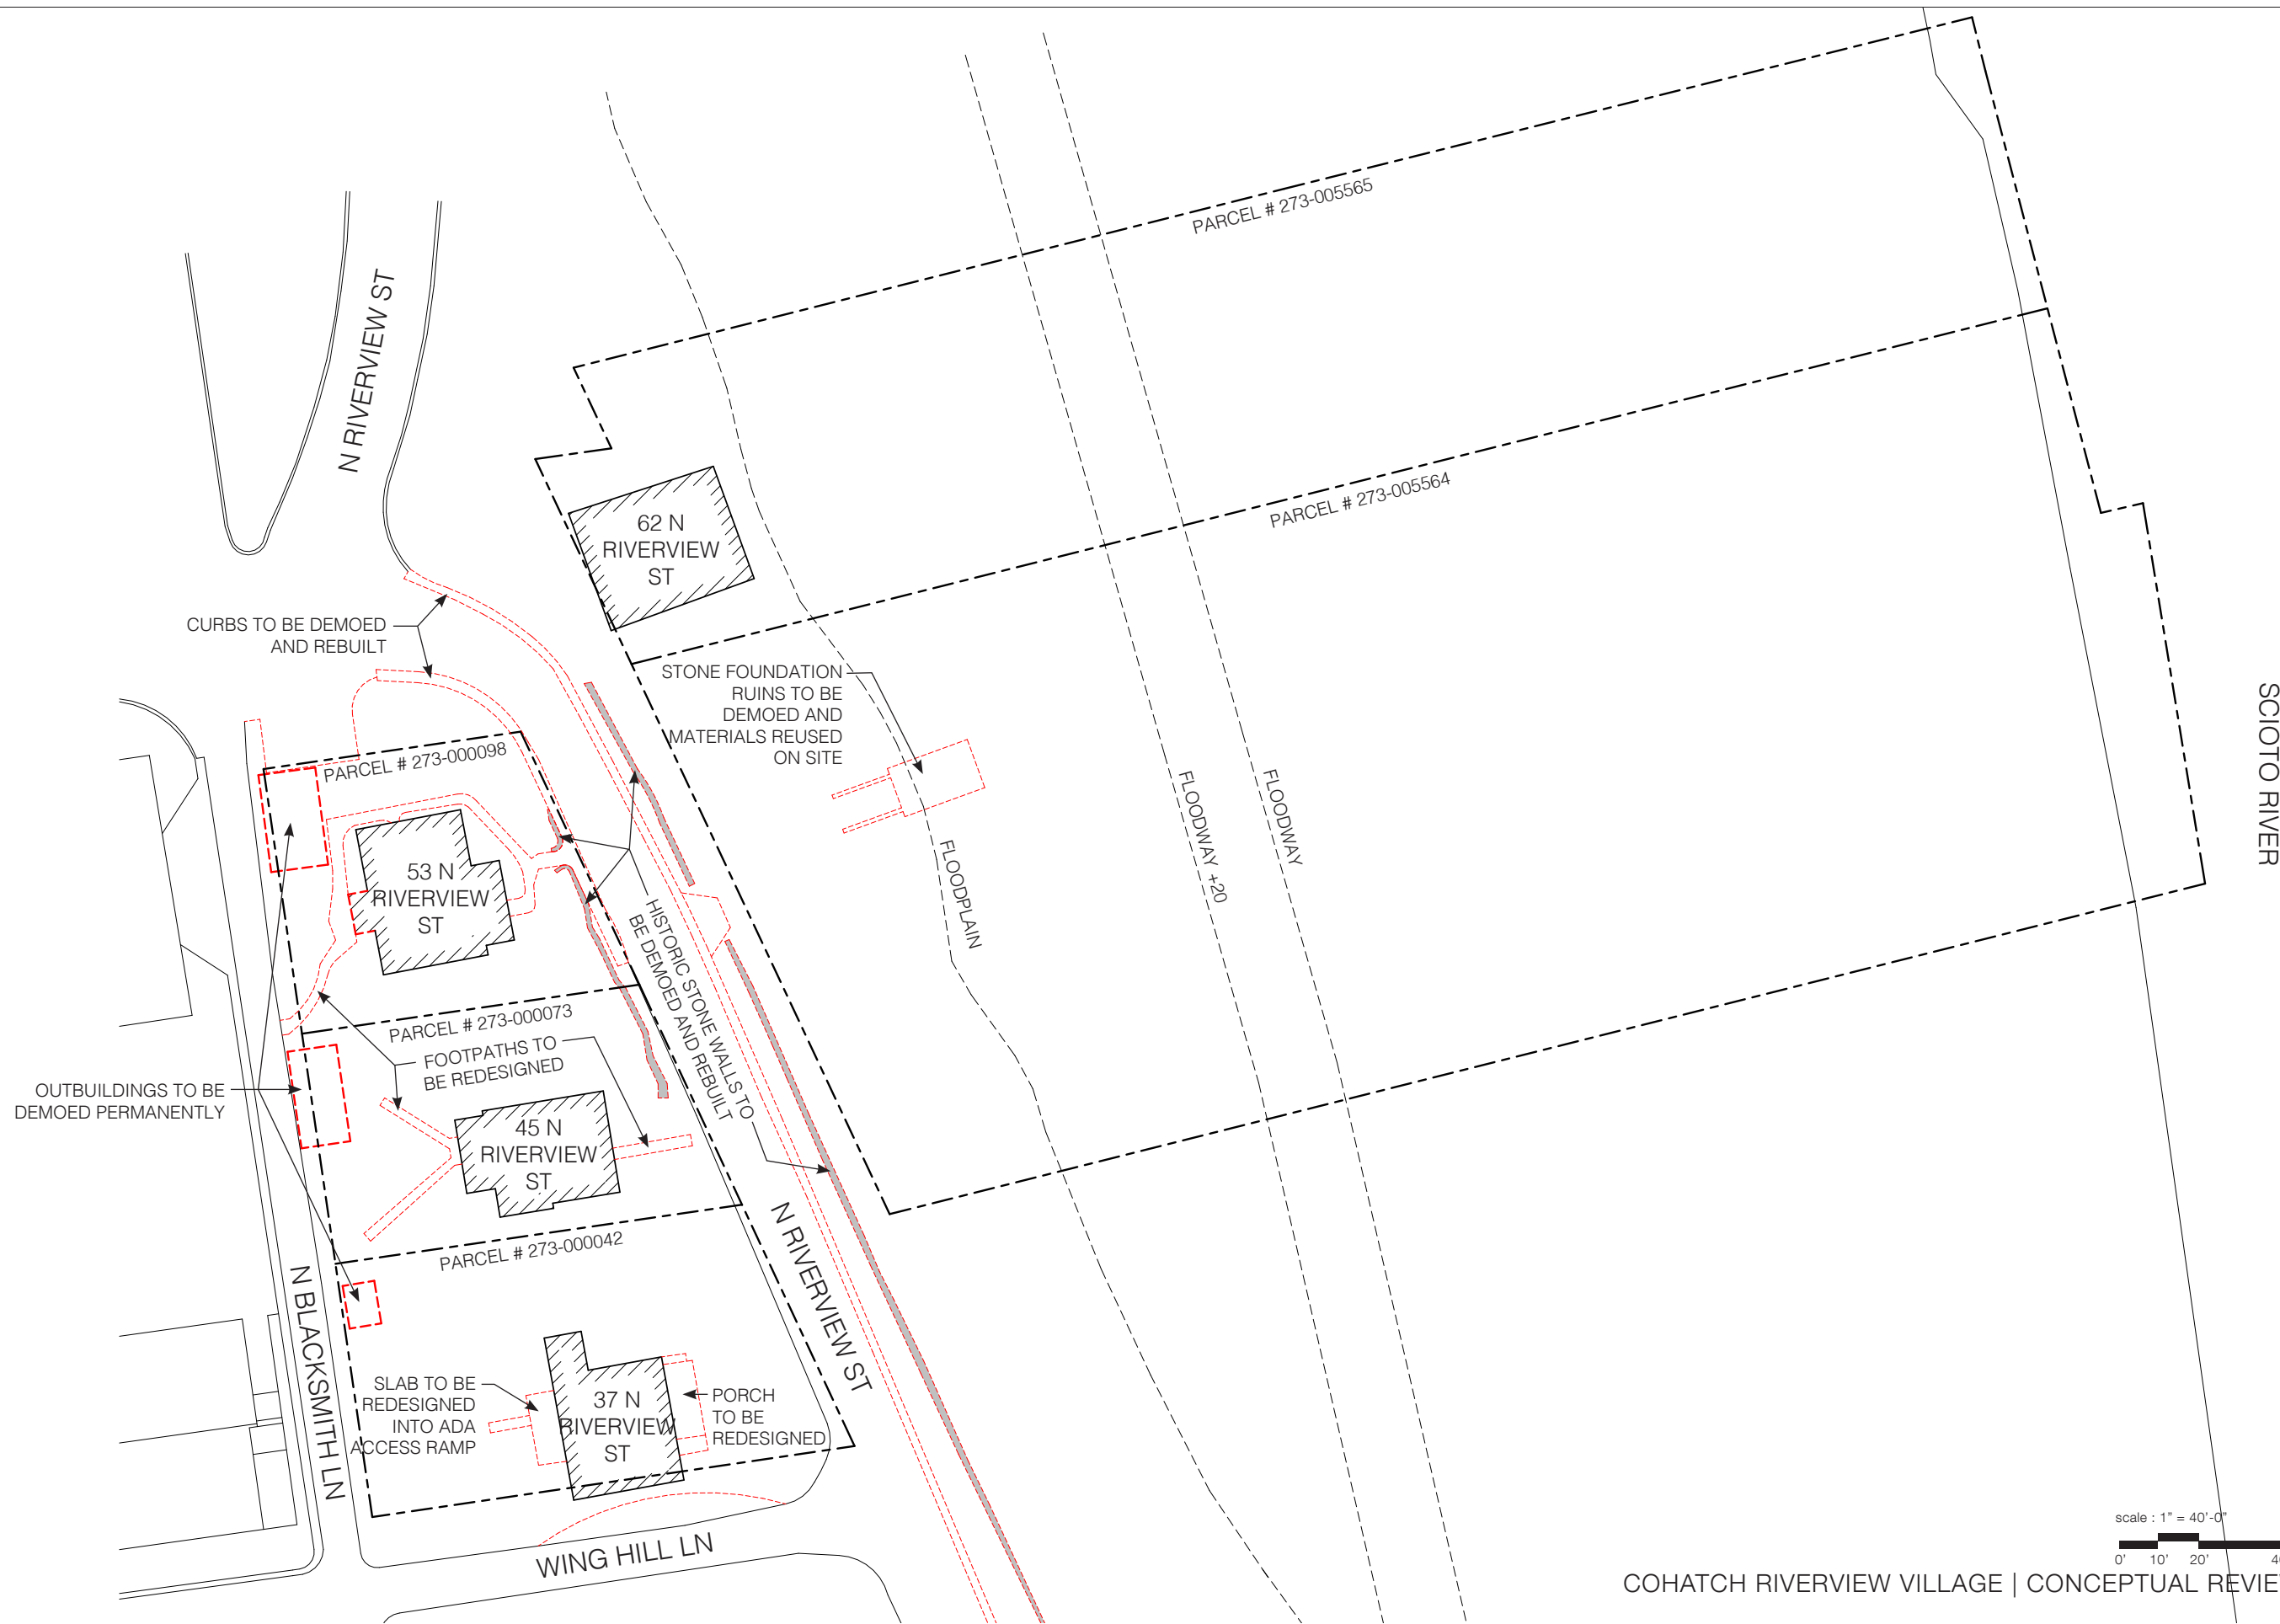 PARCEL # 273-005565
N RIVERVIEW ST
PARCEL # 273-005564
62 N
RIVERVIEW
ST
CURBS TO BE DEMOED
AND REBUILT
STONE FOUNDATION
RUINS TO BE
DEMOED AND
MATERIALS REUSED
ON SITE
SCIOTO RIVER
PARCEL # 273-000098
FLOODWAY +20
FLOODWAY
FLOODPLAIN
53 N
RIVERVIEW
ST
HISTORIC STONE WALLS TO
BE DEMOED AND REBUILT
PARCEL # 273-000073
FOOTPATHS TO
BE REDESIGNED
OUTBUILDINGS TO BE
DEMOED PERMANENTLY
45 N
RIVERVIEW
ST
PARCEL # 273-000042
N RIVERVIEW ST
N BLACKSMITH LN
SLAB TO BE
REDESIGNED
INTO ADA
ACCESS RAMP
37 N
RIVERVIEW
ST
PORCH
TO BE
REDESIGNED
WING HILL LN
scale : 1" = 40'-0"
0' 10' 20' 4
COHATCH RIVERVIEW VILLAGE | CONCEPTUAL REVIE